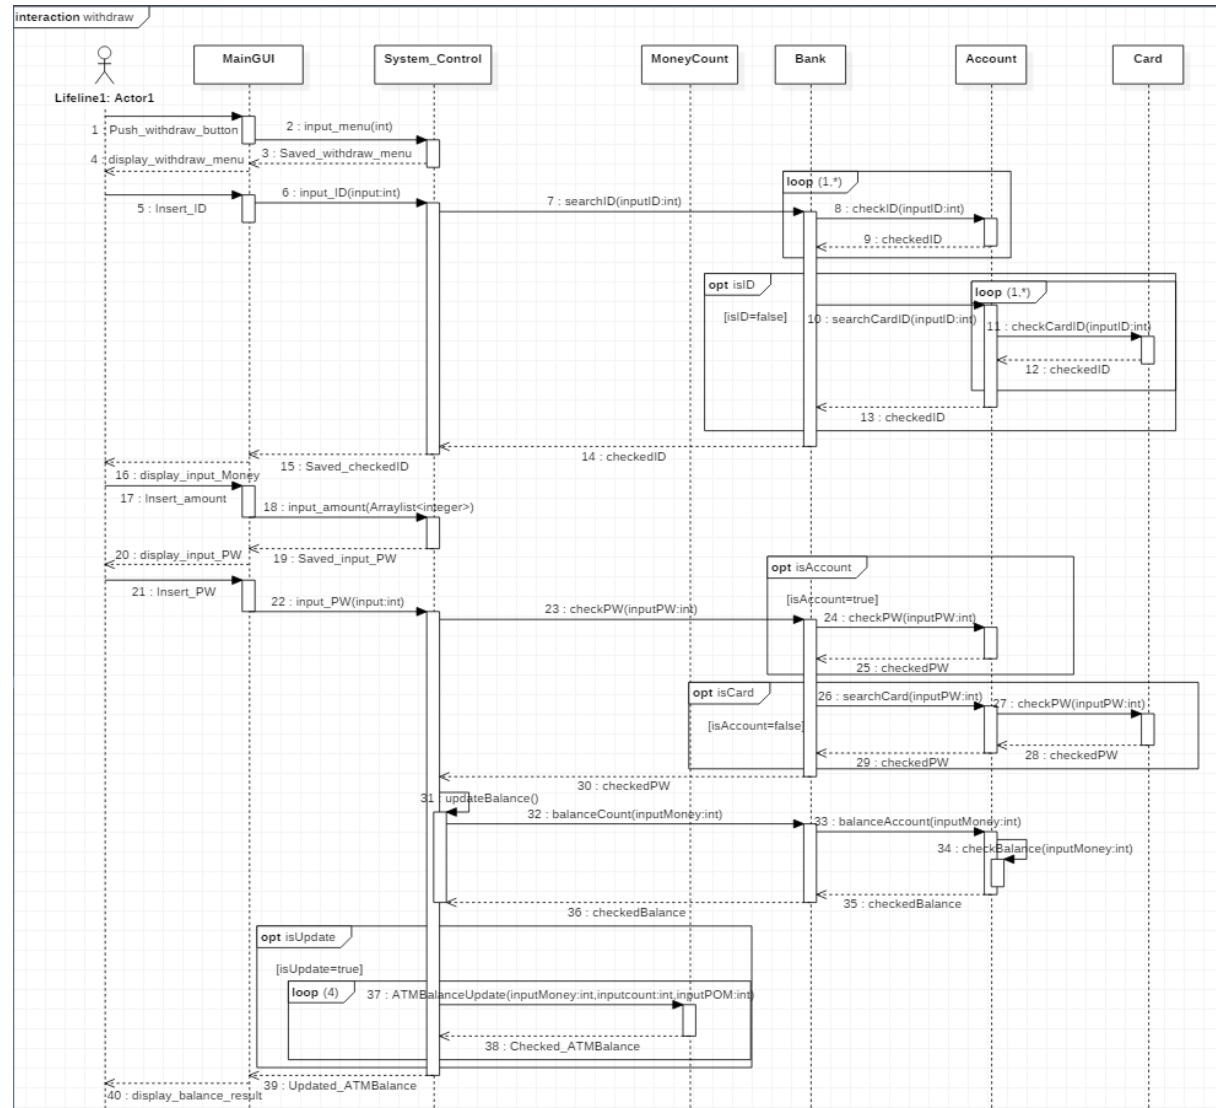 interaction withdraw
MainGUI
System_Control
MoneyCount
Bank
Account
Card
Lifeline1: Actor1
1 : Push_withdraw_button
2 : input_menu(int)
3 : Saved_withdraw_menu
4 : display_withdraw_menu
5 : Insert_ID
6 : input_ID(input:int)
7 : searchID(inputID:int)
loop (1,*)
8 : checkID(inputID:int)
9 : checkedID
opt isID
[isID=false]
loop (1,*)
10 : searchCardID(inputID:int)
11 : checkCardID(inputID:int)
12 : checkedID
13 : checkedID
14 : checkedID
15 : Saved_checkedID
16 : display_input_Money
17 : Insert_amount
18 : input_amount(Arraylist<integer>)
19 : Saved_input_PW
20 : display_input_PW
21 : Insert_PW
22 : input_PW(input:int)
23 : checkPW(inputPW:int)
opt isAccount
[isAccount=true]
24 : checkPW(inputPW:int)
25 : checkedPW
opt isCard
[isAccount=false]
26 : searchCard(inputPW:int)
27 : checkPW(inputPW:int)
28 : checkedPW
29 : checkedPW
30 : checkedPW
31 : updateBalance()
32 : balanceCount(inputMoney:int)
33 : balanceAccount(inputMoney:int)
34 : checkBalance(inputMoney:int)
35 : checkedBalance
36 : checkedBalance
opt isUpdate
[isUpdate=true]
loop (4)
37 : ATMBalanceUpdate(inputMoney:int,inputcount:int,inputPOM:int)
38 : Checked_ATMBalance
39 : Updated_ATMBalance
40 : display_balance_result